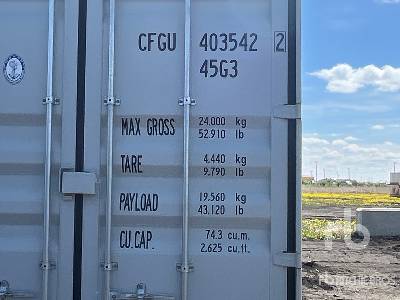 CFGU 403542 2
45G3
MAX GROSS 24.000 kg
52.910 lb
TARE 4.440 kg
9.790 lb
PAYLOAD 19.560 kg
43.120 lb
CU.CAP. 74.3 cu.m.
2.625 cu.ft.
rb